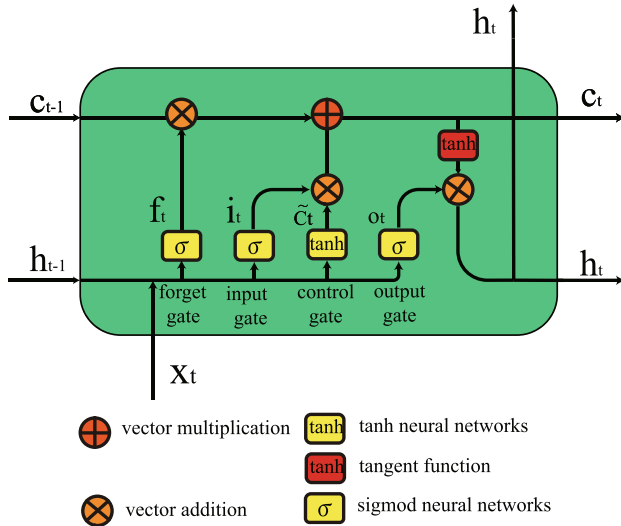 hₜ
cₜ₋₁
cₜ
tanh
fₜ
iₜ
c̃ₜ
oₜ
σ
σ
tanh
σ
hₜ₋₁
hₜ
forget gate
input gate
control gate
output gate
xₜ
vector multiplication
tanh
tanh neural networks
tanh
tangent function
vector addition
σ
sigmod neural networks